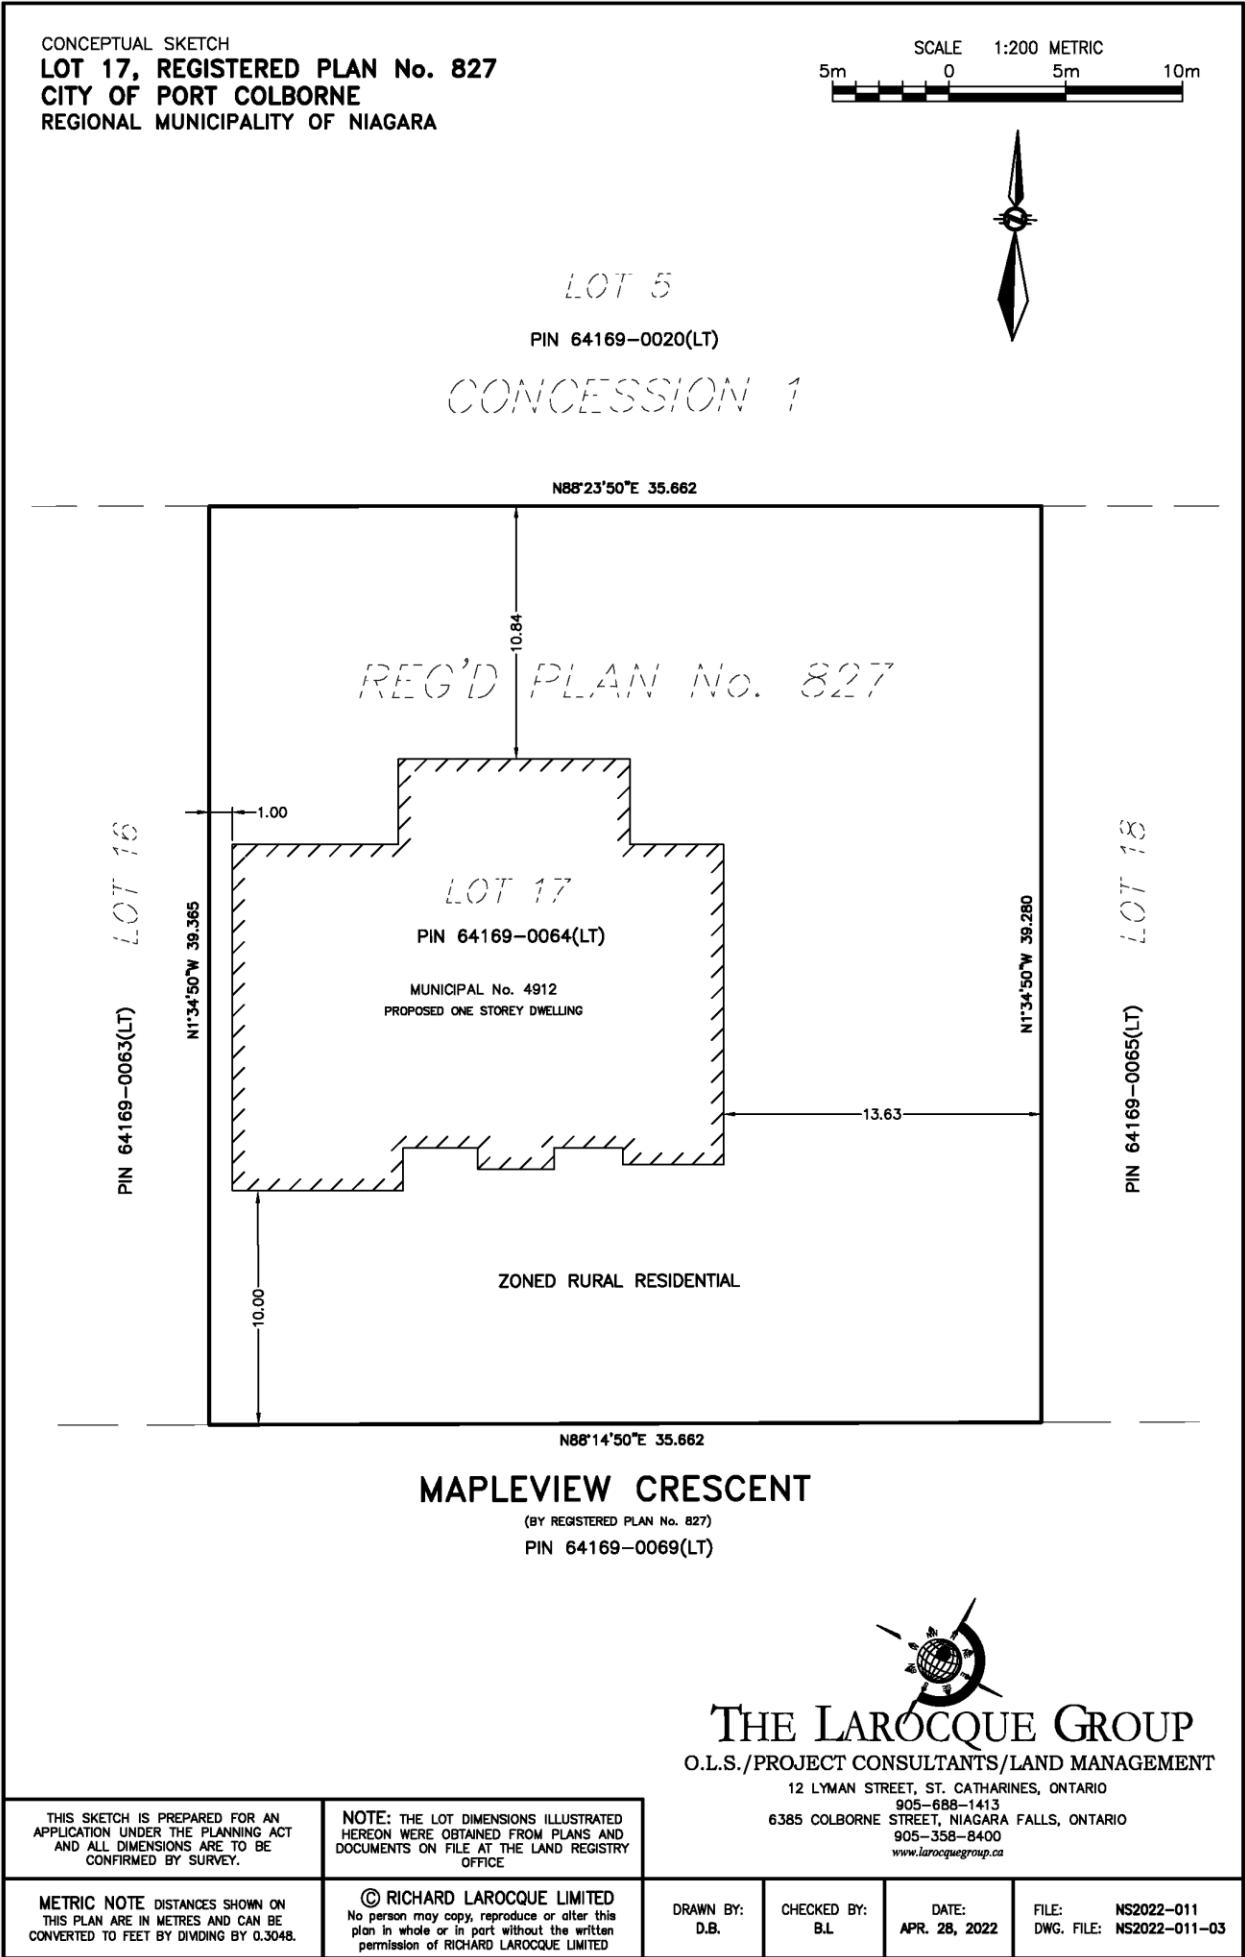 CONCEPTUAL SKETCH
LOT 17, REGISTERED PLAN No. 827
CITY OF PORT COLBORNE
REGIONAL MUNICIPALITY OF NIAGARA
SCALE 1:200 METRIC
5m 0 5m 10m
N
LOT 5
PIN 64169-0020(LT)
CONCESSION 1
N88°23'50"E 35.662
10.84
REG'D PLAN No. 827
1.00
LOT 16
PIN 64169-0063(LT)
N1°34'50"W 39.365
LOT 17
PIN 64169-0064(LT)
MUNICIPAL No. 4912
PROPOSED ONE STOREY DWELLING
N1°34'50"W 39.280
LOT 18
PIN 64169-0065(LT)
13.63
10.00
ZONED RURAL RESIDENTIAL
N88°14'50"E 35.662
MAPLEVIEW CRESCENT
(BY REGISTERED PLAN No. 827)
PIN 64169-0069(LT)
THE LAROCQUE GROUP
O.L.S./PROJECT CONSULTANTS/LAND MANAGEMENT
12 LYMAN STREET, ST. CATHARINES, ONTARIO
905-688-1413
6385 COLBORNE STREET, NIAGARA FALLS, ONTARIO
905-358-8400
www.larocquegroup.ca
THIS SKETCH IS PREPARED FOR AN
APPLICATION UNDER THE PLANNING ACT
AND ALL DIMENSIONS ARE TO BE
CONFIRMED BY SURVEY.
NOTE: THE LOT DIMENSIONS ILLUSTRATED
HEREON WERE OBTAINED FROM PLANS AND
DOCUMENTS ON FILE AT THE LAND REGISTRY
OFFICE
METRIC NOTE DISTANCES SHOWN ON
THIS PLAN ARE IN METRES AND CAN BE
CONVERTED TO FEET BY DIVIDING BY 0.3048.
© RICHARD LAROCQUE LIMITED
No person may copy, reproduce or alter this
plan in whole or in part without the written
permission of RICHARD LAROCQUE LIMITED
DRAWN BY:
D.B.
CHECKED BY:
B.L
DATE:
APR. 28, 2022
FILE: NS2022-011
DWG. FILE: NS2022-011-03